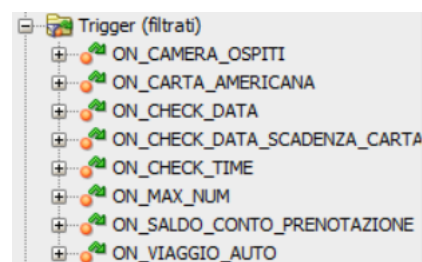 Trigger (filtrati)
ON_CAMERA_OSPITI
ON_CARTA_AMERICANA
ON_CHECK_DATA
ON_CHECK_DATA_SCADENZA_CARTA
ON_CHECK_TIME
ON_MAX_NUM
ON_SALDO_CONTO_PRENOTAZIONE
ON_VIAGGIO_AUTO